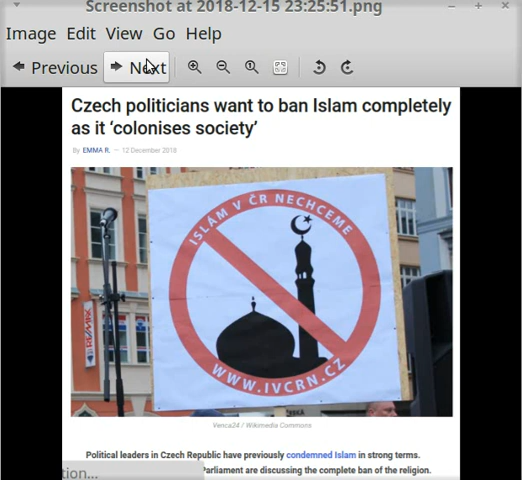 Screenshot at 2018-12-15 23:25:51.png
Image Edit View Go Help
Previous Next
Czech politicians want to ban Islam completely
as it ‘colonises society’
By EMMA R. — 12 December 2018
ISLÁM V ČR NECHCEME
WWW.IVCRN.CZ
RE/MAX
Venca24 / Wikimedia Commons
Political leaders in Czech Republic have previously condemned Islam in strong terms.
tion... Parliament are discussing the complete ban of the religion.